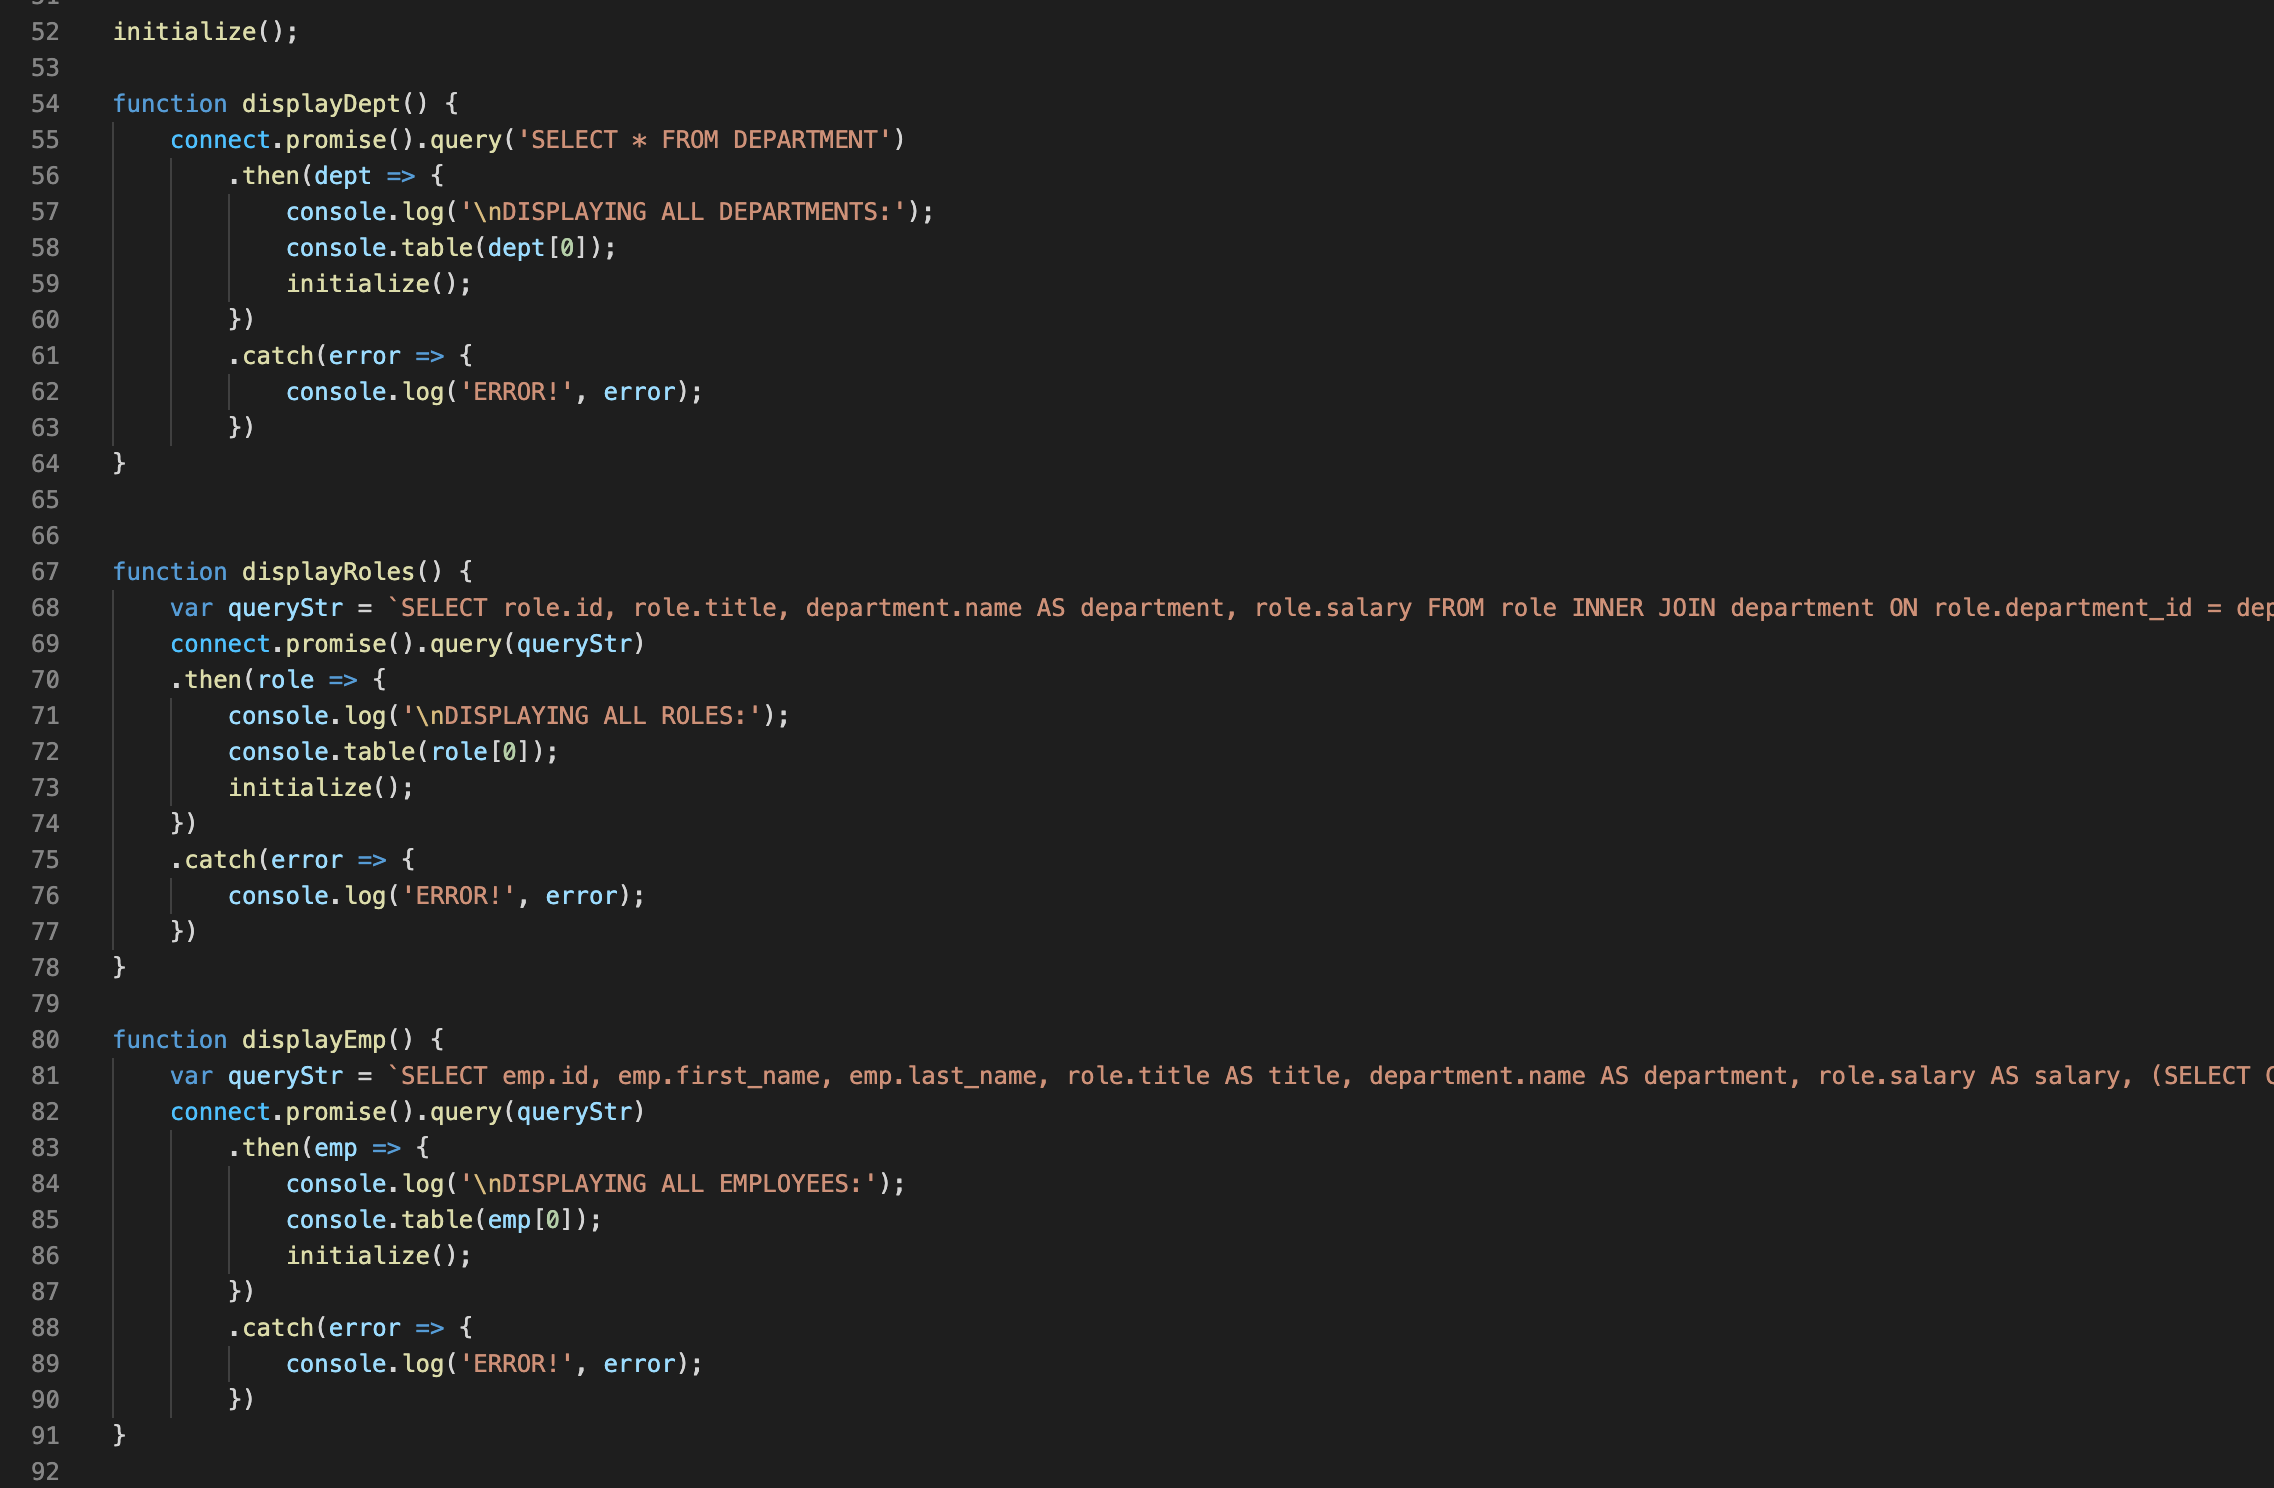 52 initialize();
53
54 function displayDept() {
55 connect.promise().query('SELECT * FROM DEPARTMENT')
56 .then(dept => {
57 console.log('\nDISPLAYING ALL DEPARTMENTS:');
58 console.table(dept[0]);
59 initialize();
60 })
61 .catch(error => {
62 console.log('ERROR!', error);
63 })
64 }
65
66
67 function displayRoles() {
68 var queryStr = `SELECT role.id, role.title, department.name AS department, role.salary FROM role INNER JOIN department ON role.department_id = dep
69 connect.promise().query(queryStr)
70 .then(role => {
71 console.log('\nDISPLAYING ALL ROLES:');
72 console.table(role[0]);
73 initialize();
74 })
75 .catch(error => {
76 console.log('ERROR!', error);
77 })
78 }
79
80 function displayEmp() {
81 var queryStr = `SELECT emp.id, emp.first_name, emp.last_name, role.title AS title, department.name AS department, role.salary AS salary, (SELECT
82 connect.promise().query(queryStr)
83 .then(emp => {
84 console.log('\nDISPLAYING ALL EMPLOYEES:');
85 console.table(emp[0]);
86 initialize();
87 })
88 .catch(error => {
89 console.log('ERROR!', error);
90 })
91 }
92